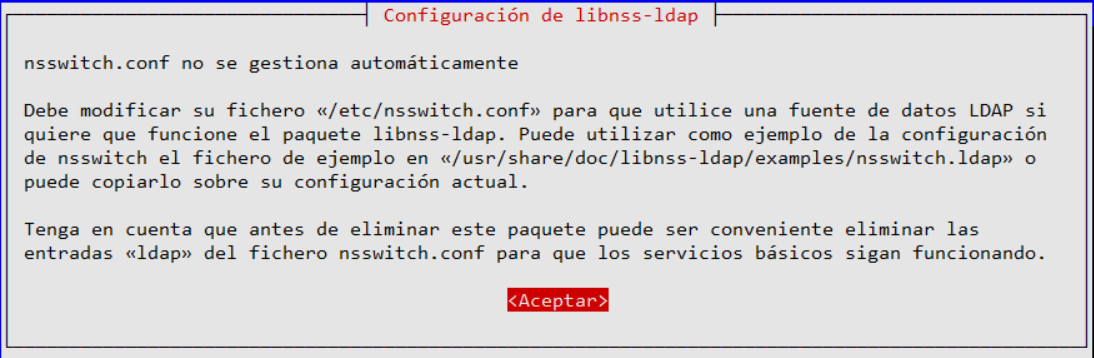 Configuración de libnss-ldap
nsswitch.conf no se gestiona automáticamente
Debe modificar su fichero «/etc/nsswitch.conf» para que utilice una fuente de datos LDAP si
quiere que funcione el paquete libnss-ldap. Puede utilizar como ejemplo de la configuración
de nsswitch el fichero de ejemplo en «/usr/share/doc/libnss-ldap/examples/nsswitch.ldap» o
puede copiarlo sobre su configuración actual.
Tenga en cuenta que antes de eliminar este paquete puede ser conveniente eliminar las
entradas «ldap» del fichero nsswitch.conf para que los servicios básicos sigan funcionando.
<Aceptar>